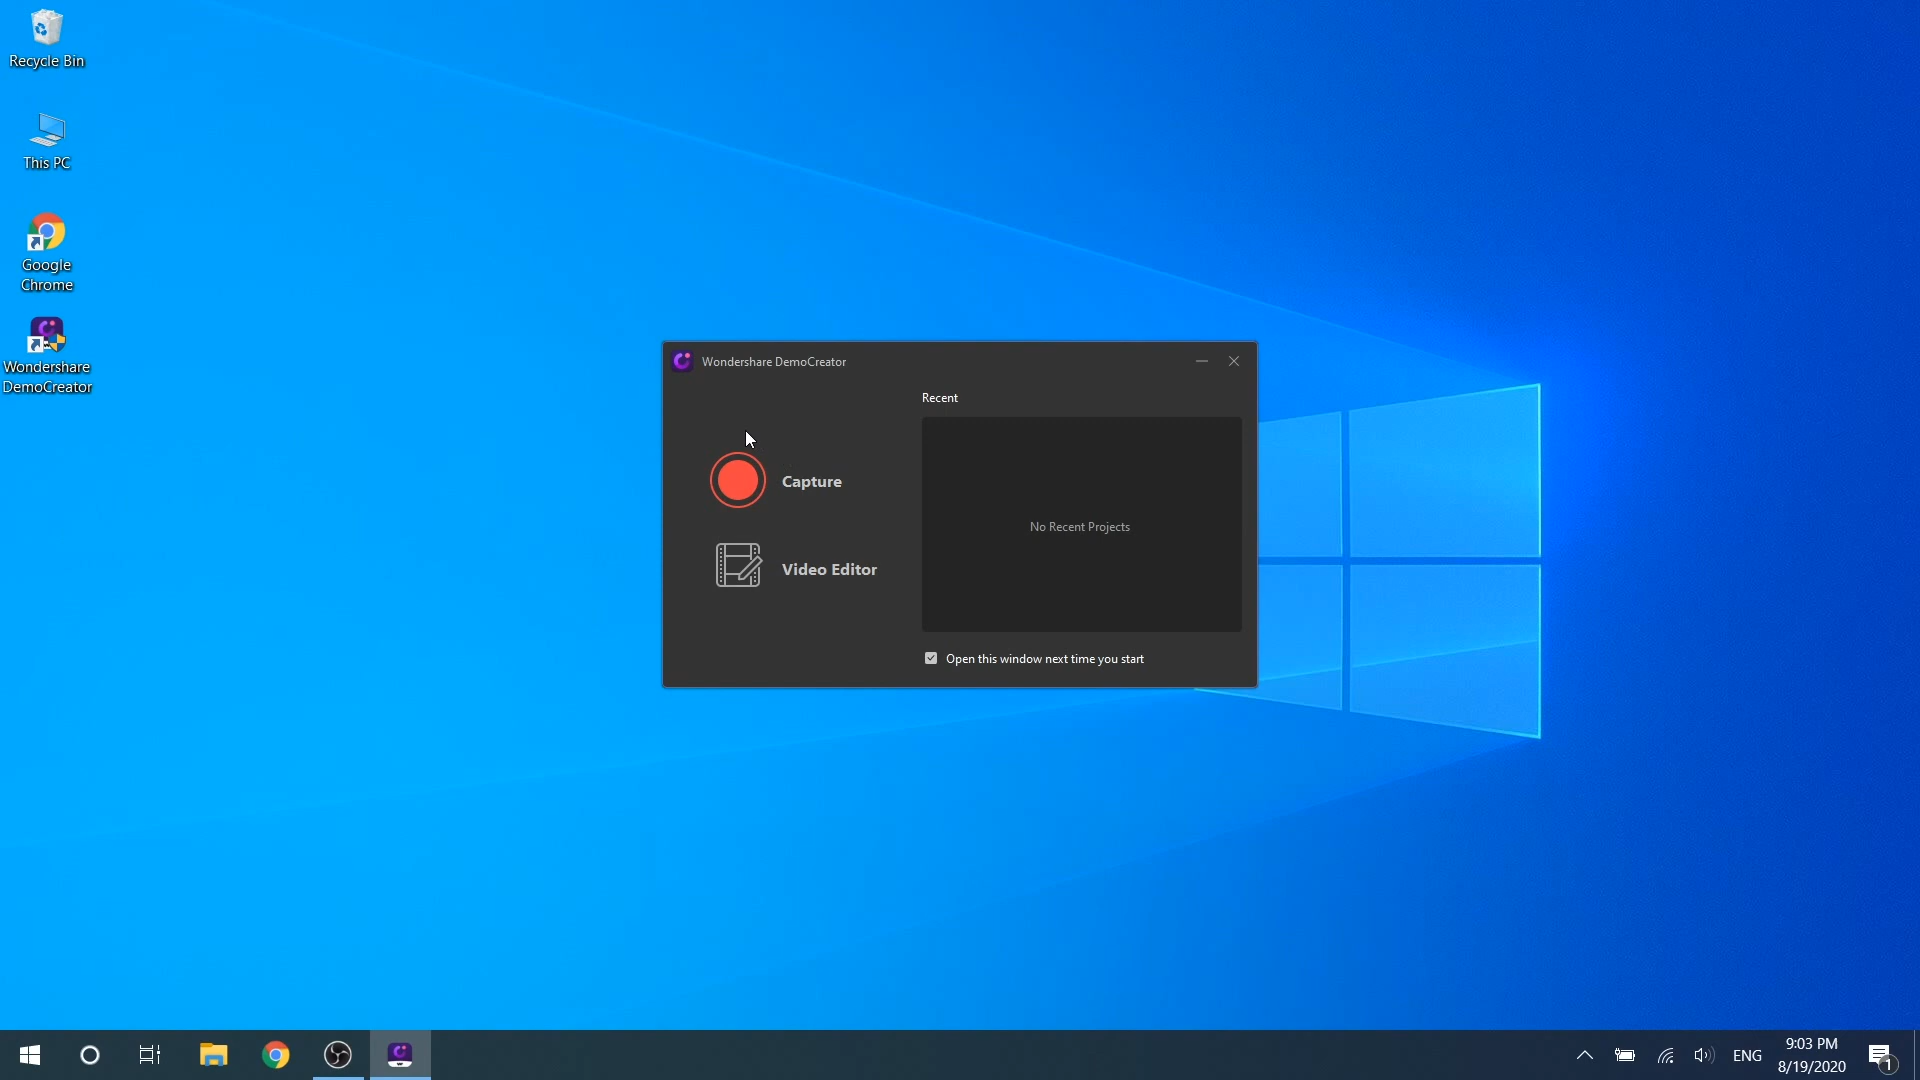 Recycle Bin
This PC
Google
Chrome
Wondershare
DemoCreator
Wondershare DemoCreator
Recent
Capture
No Recent Projects
Video Editor
Open this window next time you start
ENG
9:03 PM
8/19/2020
1